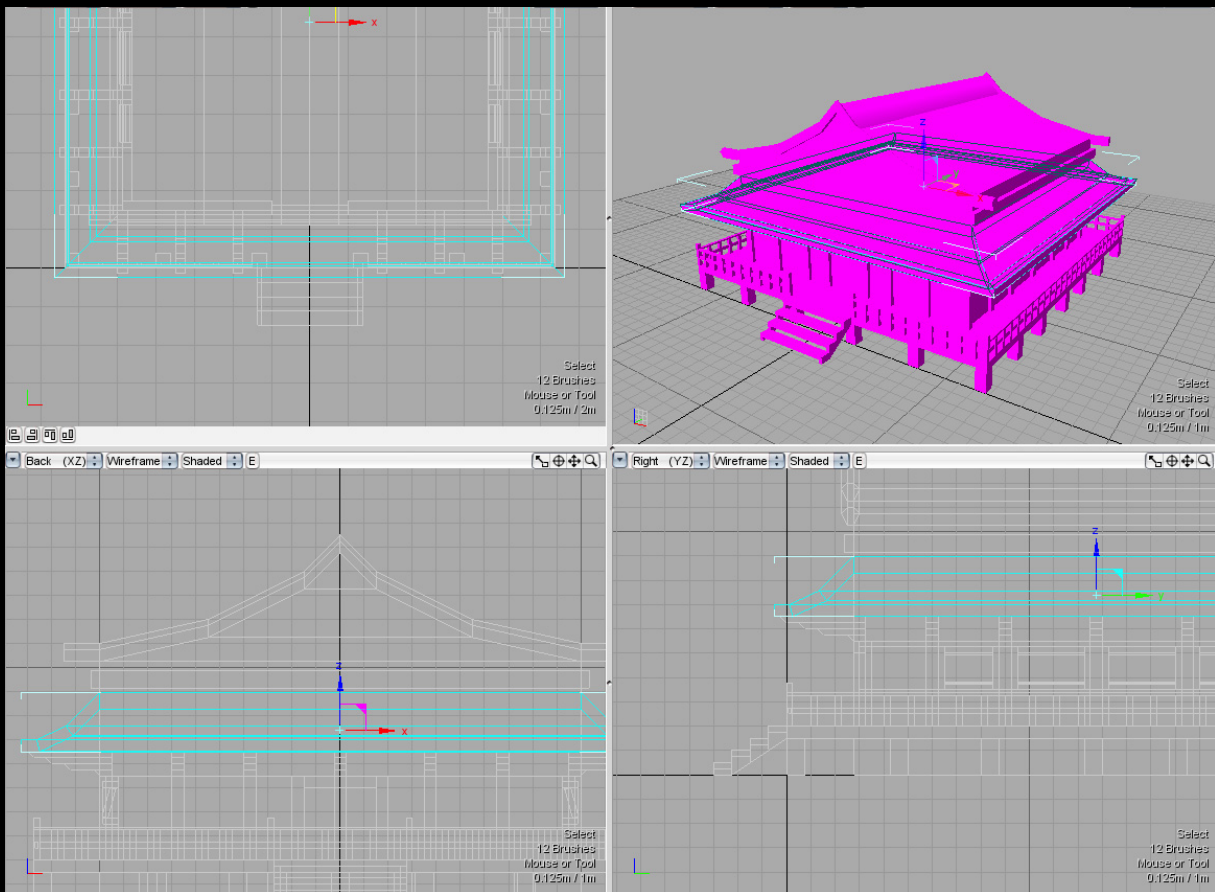 x
Select
12 Brushes
Mouse or Tool
0.125m / 2m
z
Y
x
Select
12 Brushes
Mouse or Tool
0.125m / 1m
Back (XZ) Wireframe Shaded E
z
x
Select
12 Brushes
Mouse or Tool
0.125m / 1m
Right (YZ) Wireframe Shaded E
z
Y
Select
12 Brushes
Mouse or Tool
0.125m / 1m